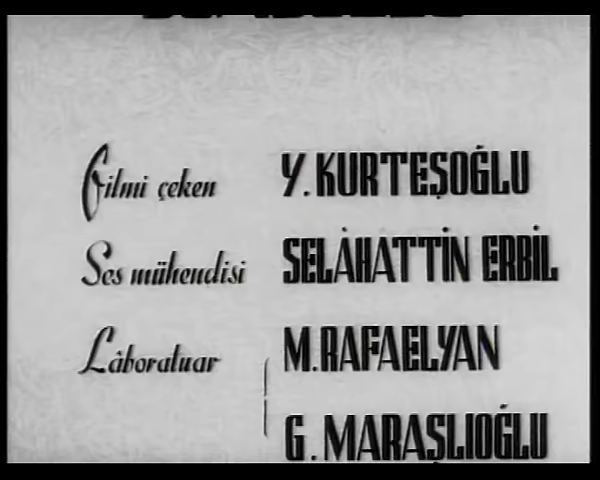 Filmi çeken Y. KURTEŞOĞLU
Ses mühendisi SELÂHATTİN ERBİL
Lâboratuar M. RAFAELYAN
G. MARAŞLIOĞLU